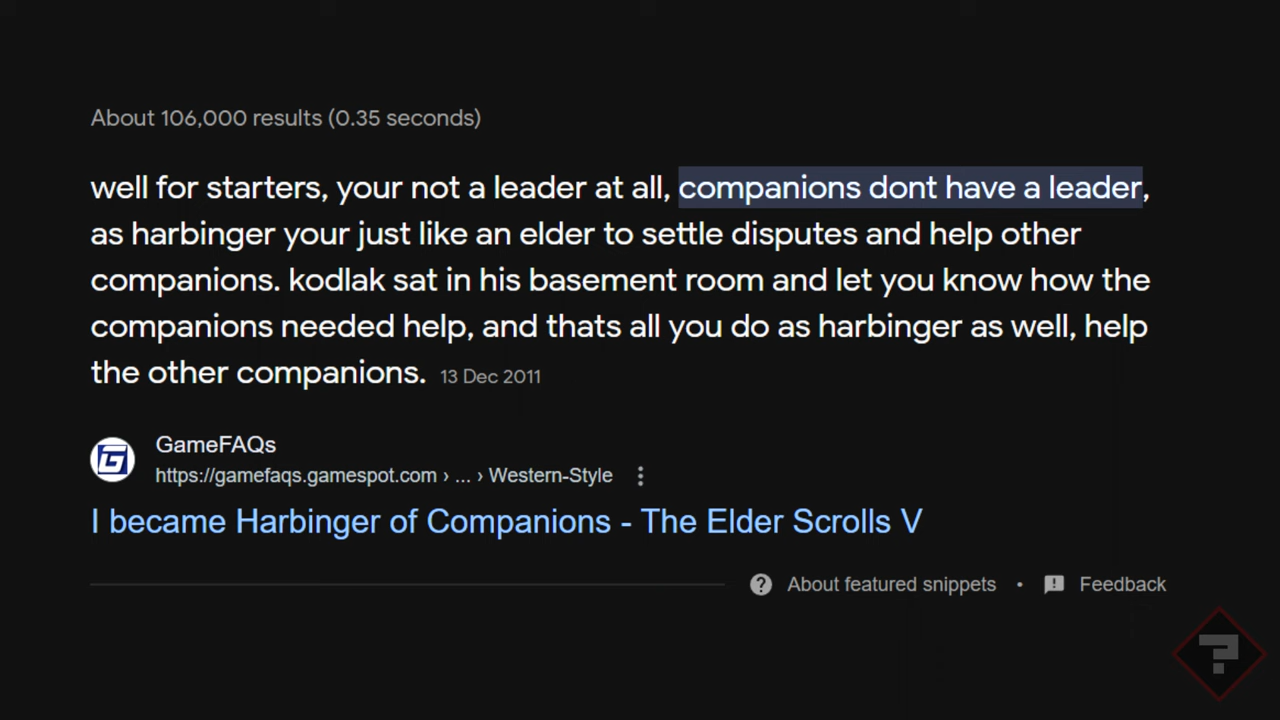 About 106,000 results (0.35 seconds)
well for starters, your not a leader at all, companions dont have a leader,
as harbinger your just like an elder to settle disputes and help other
companions. kodlak sat in his basement room and let you know how the
companions needed help, and thats all you do as harbinger as well, help
the other companions. 13 Dec 2011
GameFAQs
https://gamefaqs.gamespot.com › ... › Western-Style
I became Harbinger of Companions - The Elder Scrolls V
About featured snippets • Feedback